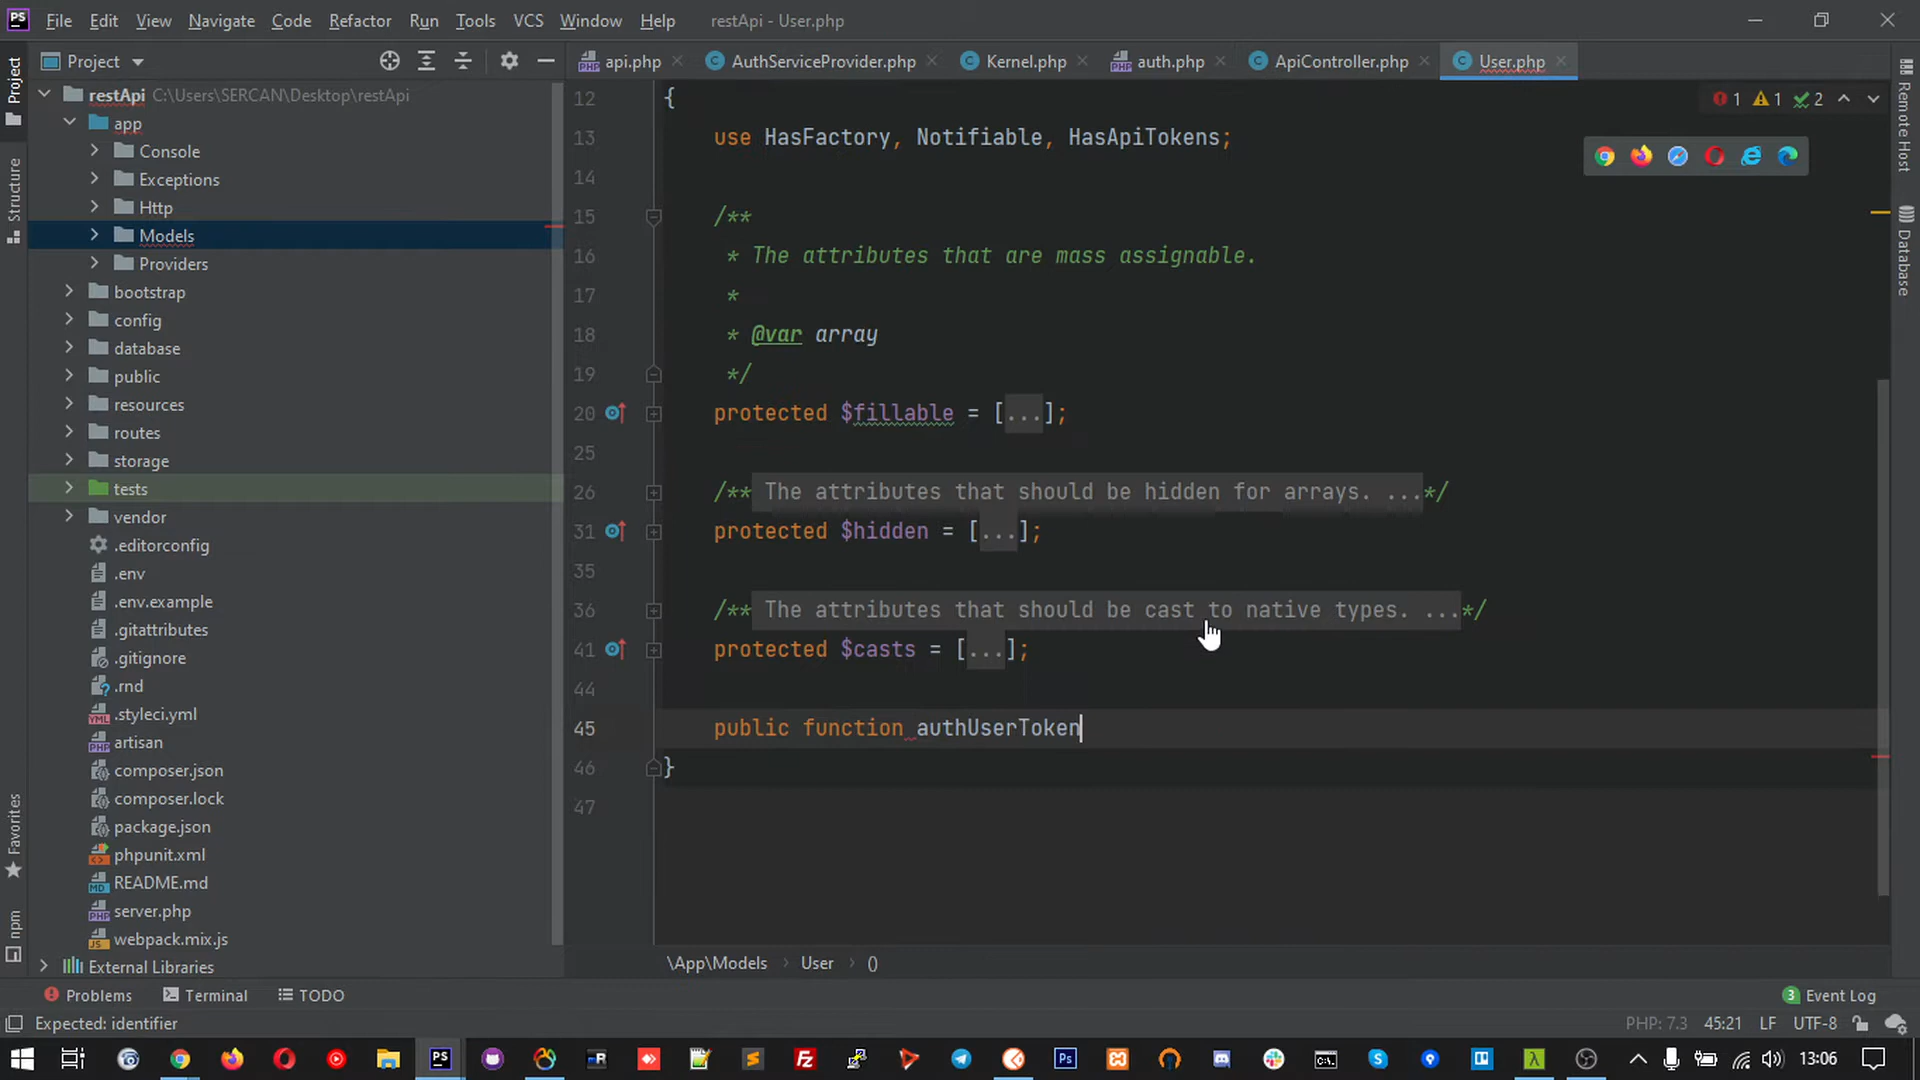 PS File Edit View Navigate Code Refactor Run Tools VCS Window Help restApi - User.php
Project
api.php AuthServiceProvider.php Kernel.php auth.php ApiController.php User.php
restApi C:\Users\SERCAN\Desktop\restApi
app
Console
Exceptions
Http
Models
Providers
bootstrap
config
database
public
resources
routes
storage
tests
vendor
.editorconfig
.env
.env.example
.gitattributes
.gitignore
.rnd
.styleci.yml
artisan
composer.json
composer.lock
package.json
phpunit.xml
README.md
server.php
webpack.mix.js
External Libraries
Project
Structure
Favorites
npm
1 1 2
12 {
13 use HasFactory, Notifiable, HasApiTokens;
14
15 /**
16 * The attributes that are mass assignable.
17 *
18 * @var array
19 */
20 protected $fillable = [...];
25
26 /** The attributes that should be hidden for arrays. ...*/
31 protected $hidden = [...];
35
36 /** The attributes that should be cast to native types. ...*/
41 protected $casts = [...];
44
45 public function authUserToken
46 }
47
Remote Host
Database
\App\Models › User › ()
Problems Terminal TODO 3 Event Log
Expected: identifier PHP: 7.3 45:21 LF UTF-8
13:06